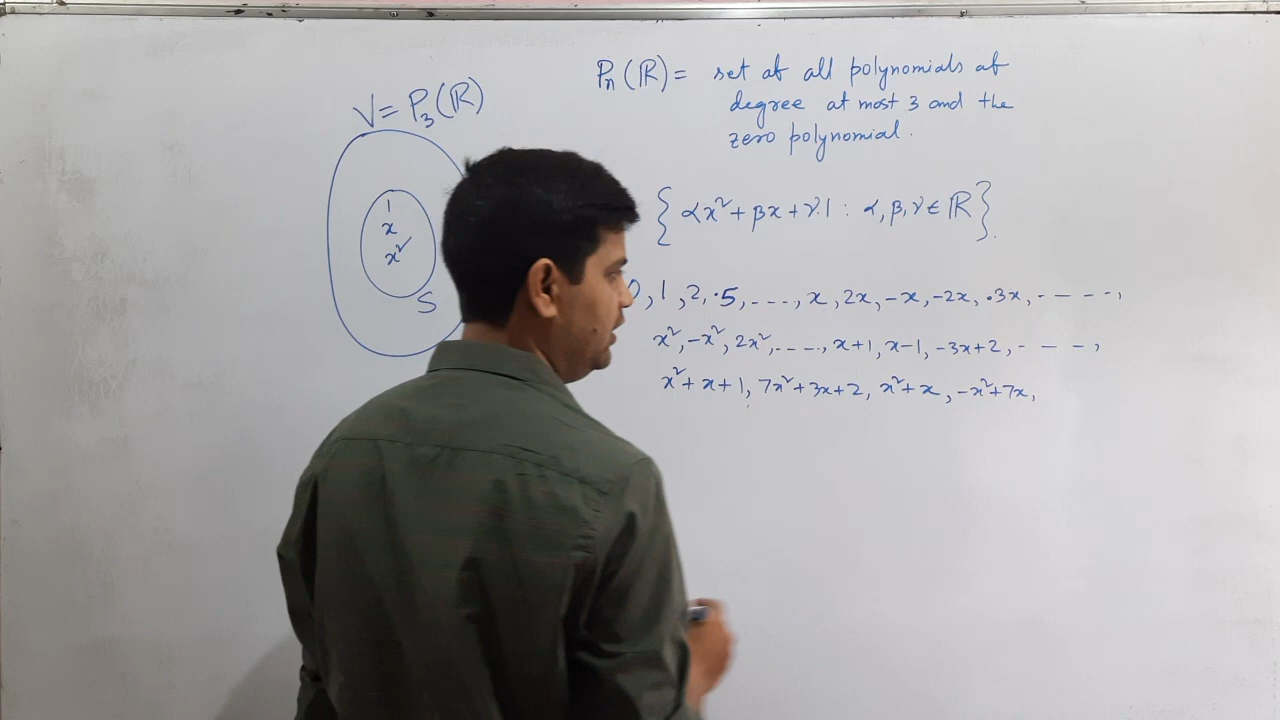 V = P₃(ℝ)
1
x
x²
S
Pₙ(ℝ) = set of all polynomials of
degree at most 3 and the
zero polynomial.
{ αx² + βx + γ.1 : α, β, γ ∈ ℝ }.
0, 1, 2, .5, ...., x, 2x, -x, -2x, .3x, - - - -,
x², -x², 2x², ...., x+1, x-1, -3x+2, - - - -,
x²+x+1, 7x²+3x+2, x²+x, -x²+7x,